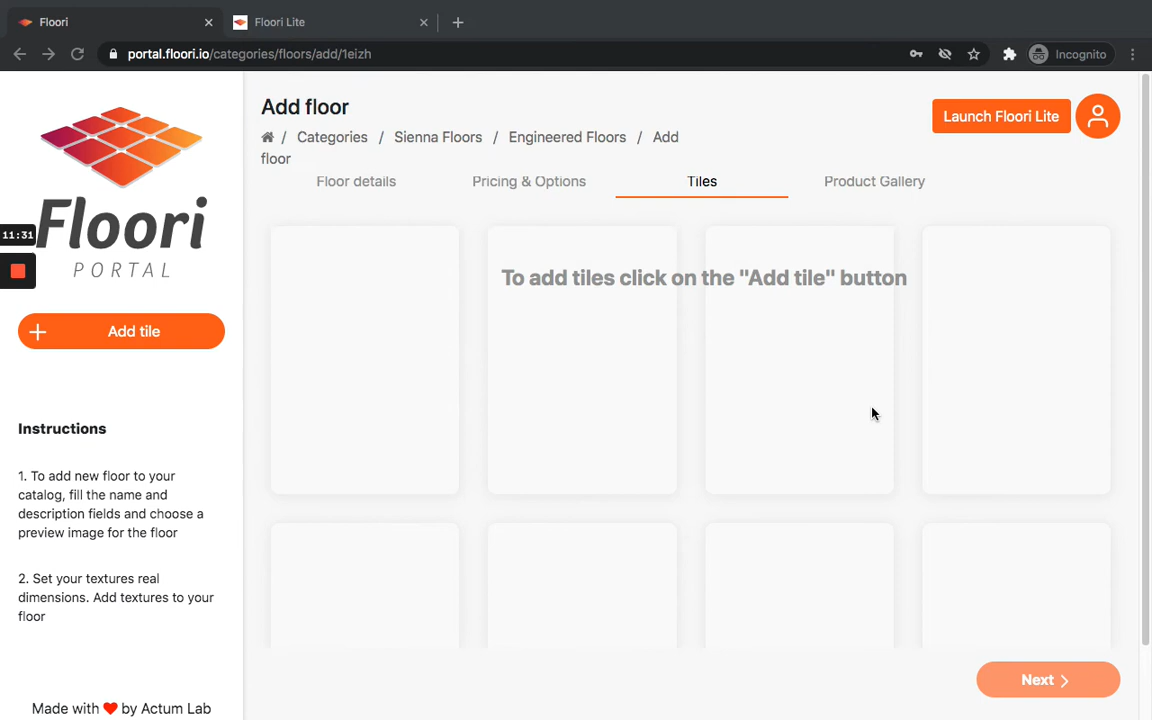 Floori
Floori Lite
portal.floori.io/categories/floors/add/1eizh
Incognito
Floori
PORTAL
11:31
Add tile
Instructions
1. To add new floor to your
catalog, fill the name and
description fields and choose a
preview image for the floor
2. Set your textures real
dimensions. Add textures to your
floor
Made with ❤ by Actum Lab
Add floor
/ Categories / Sienna Floors / Engineered Floors / Add
floor
Launch Floori Lite
Floor details
Pricing & Options
Tiles
Product Gallery
To add tiles click on the "Add tile" button
Next